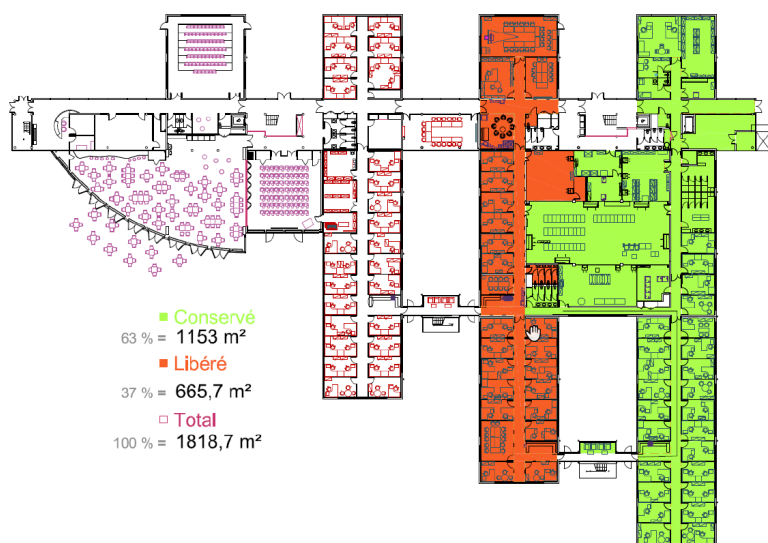 Conservé
63 % = 1153 m²
Libéré
37 % = 665,7 m²
Total
100 % = 1818,7 m²